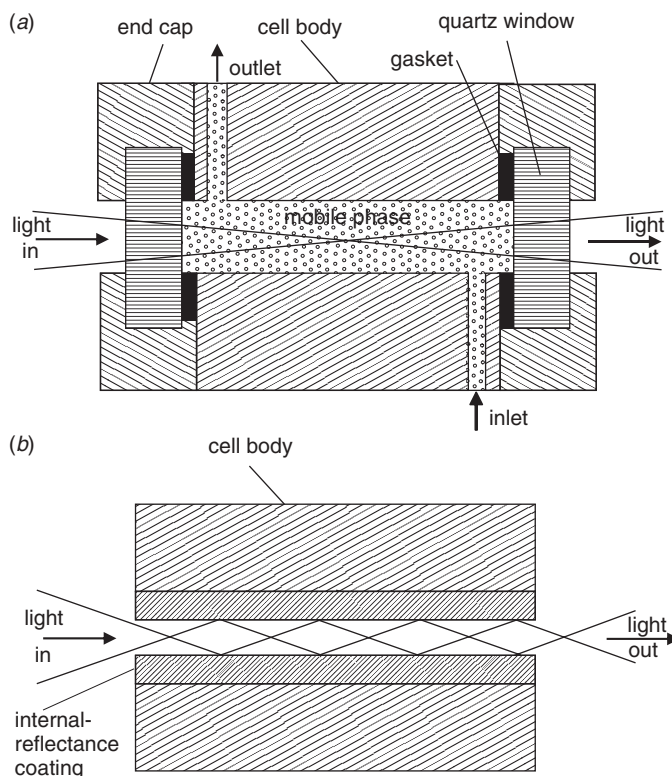 (a)
end cap
cell body
quartz window
outlet
gasket
mobile phase
light
in
light
out
inlet
(b)
cell body
light
in
light
out
internal-
reflectance
coating